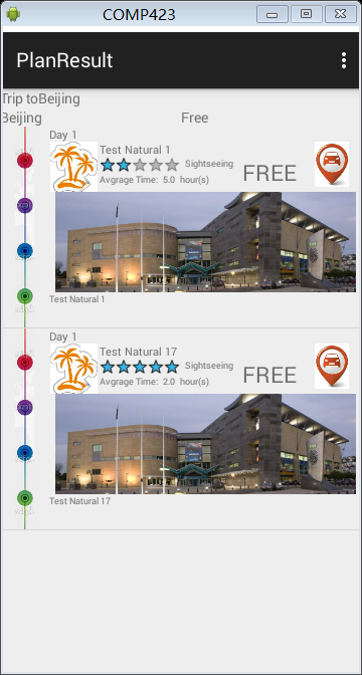 COMP423
PlanResult
Trip toBeijing
Beijing Free
Day 1
Test Natural 1
Sightseeing
FREE
Avgrage Time: 5.0 hour(s)
Test Natural 1
Day 1
Test Natural 17
Sightseeing
FREE
Avgrage Time: 2.0 hour(s)
Test Natural 17